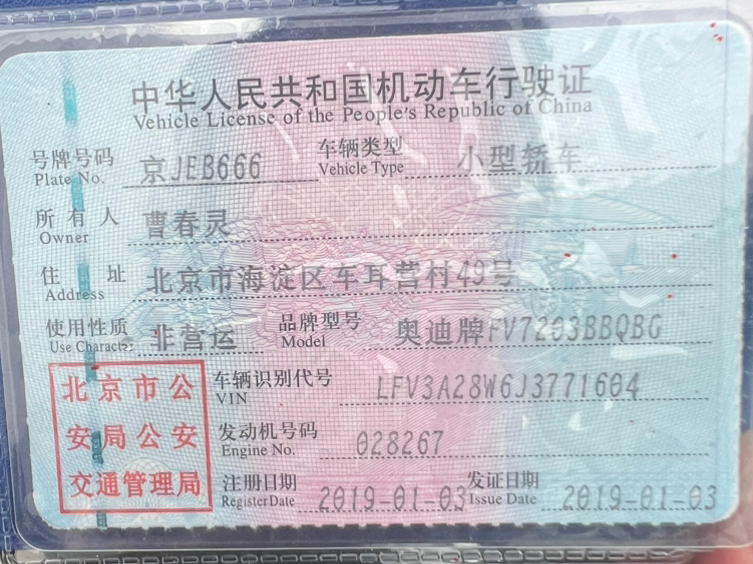 中华人民共和国机动车行驶证
Vehicle License of the People's Republic of China
号牌号码 京JEB666 车辆类型 小型轿车
Plate No. Vehicle Type
所有人 曹春灵
Owner
住址 北京市海淀区车耳营村49号
Address
使用性质 非营运 品牌型号 奥迪牌FV7203BBQBG
Use Character Model
北京市公安局公安交通管理局
车辆识别代号 LFV3A28W6J3771604
VIN
发动机号码 028267
Engine No.
注册日期 2019-01-03 发证日期 2019-01-03
Register Date Issue Date